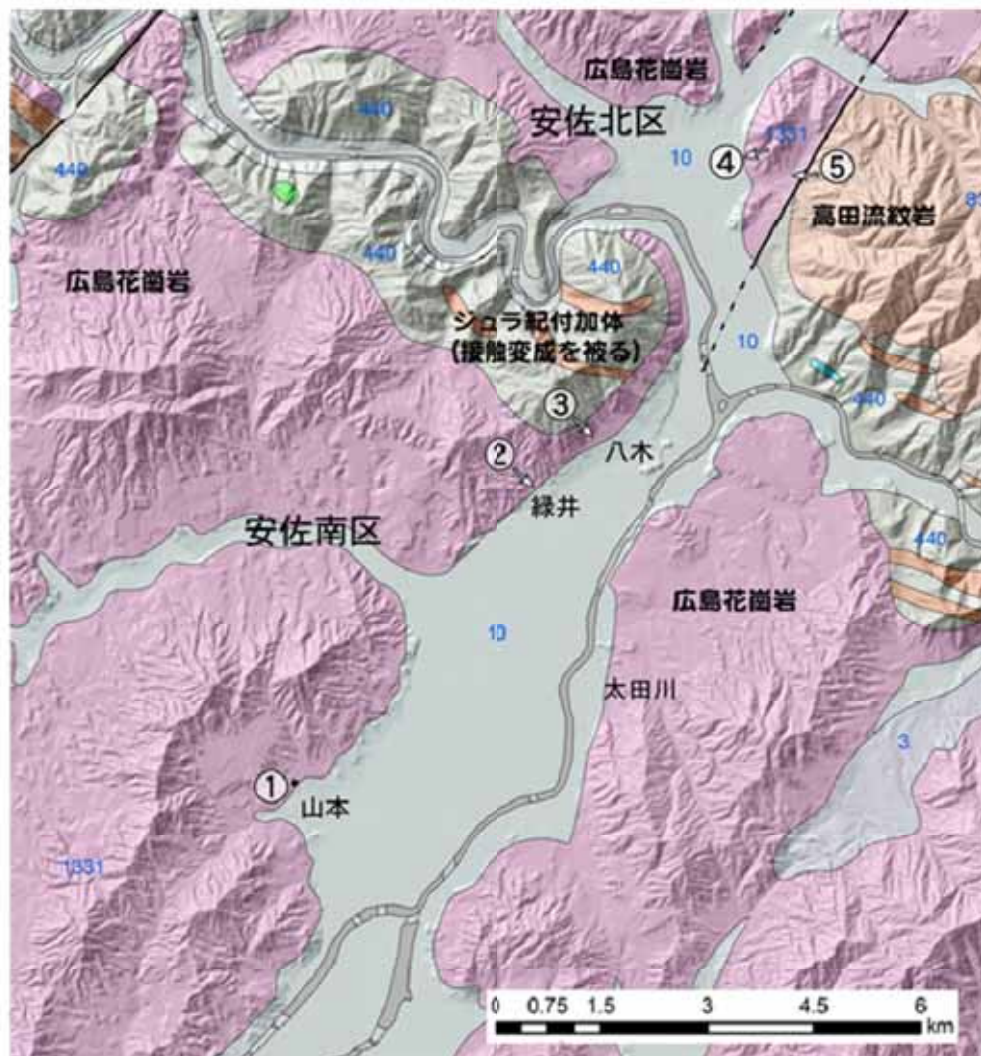 広島花崗岩
440
安佐北区
10
④
1331
⑤
440
高田流紋岩
440
440
広島花崗岩
ジュラ紀付加体
(接触変成を被る)
10
440
③
八木
②
緑井
安佐南区
440
広島花崗岩
10
太田川
3
①
山本
1331
0 0.75 1.5 3 4.5 6
km